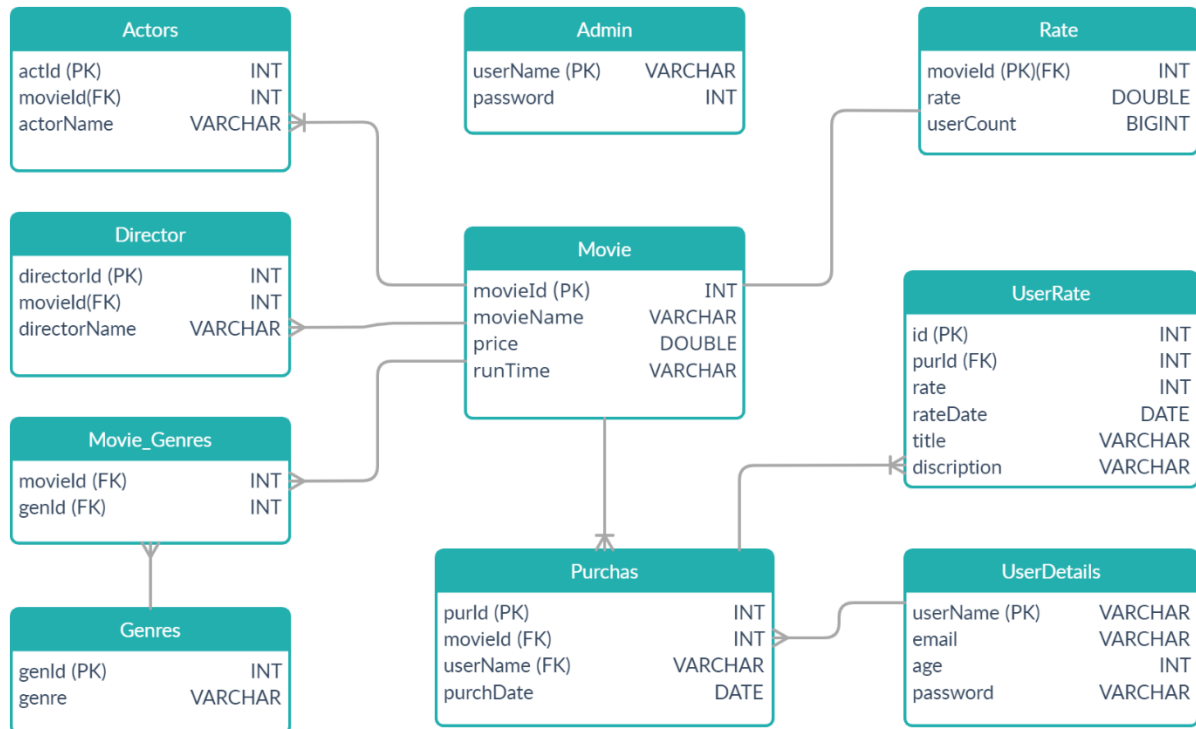 Actors
actId (PK) INT
movieId(FK) INT
actorName VARCHAR
Admin
userName (PK) VARCHAR
password INT
Rate
movieId (PK)(FK) INT
rate DOUBLE
userCount BIGINT
Director
directorId (PK) INT
movieId(FK) INT
directorName VARCHAR
Movie
movieId (PK) INT
movieName VARCHAR
price DOUBLE
runTime VARCHAR
UserRate
id (PK) INT
purId (FK) INT
rate INT
rateDate DATE
title VARCHAR
discription VARCHAR
Movie_Genres
movieId (FK) INT
genId (FK) INT
Purchas
purId (PK) INT
movieId (FK) INT
userName (FK) VARCHAR
purchDate DATE
UserDetails
userName (PK) VARCHAR
email VARCHAR
age INT
password VARCHAR
Genres
genId (PK) INT
genre VARCHAR